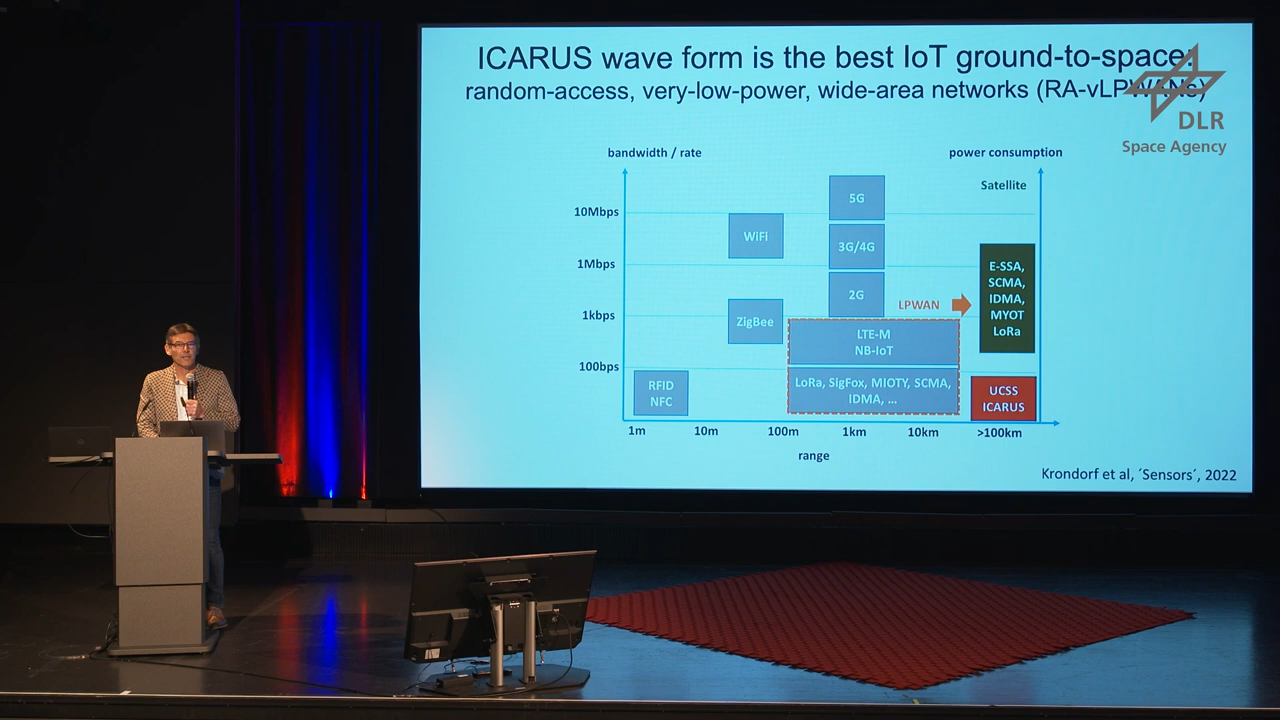 ICARUS wave form is the best IoT ground-to-space:
random-access, very-low-power, wide-area networks (RA-vLPWANs)
DLR
Space Agency
bandwidth / rate
power consumption
Satellite
10Mbps
1Mbps
1kbps
100bps
5G
WiFi
3G/4G
2G
ZigBee
LPWAN
E-SSA,
SCMA,
IDMA,
MYOT
LoRa
LTE-M
NB-IoT
RFID
NFC
LoRa, SigFox, MIOTY, SCMA,
IDMA, ...
UCSS
ICARUS
1m
10m
100m
1km
10km
>100km
range
Krondorf et al, ´Sensors´, 2022